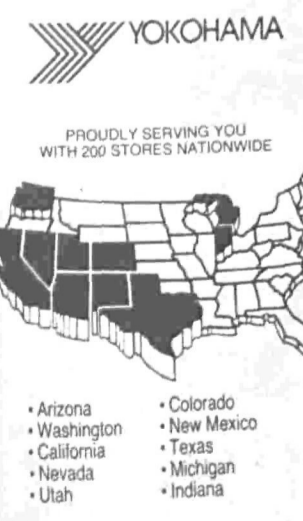 YOKOHAMA
PROUDLY SERVING YOU
WITH 200 STORES NATIONWIDE
• Arizona
• Washington
• California
• Nevada
• Utah
• Colorado
• New Mexico
• Texas
• Michigan
• Indiana